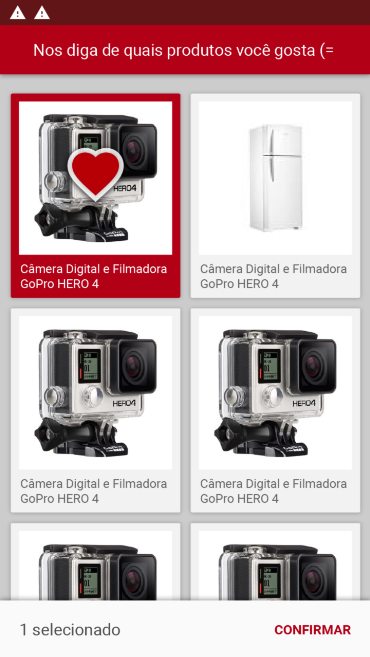 Nos diga de quais produtos você gosta (=
HERO4
Câmera Digital e Filmadora
GoPro HERO 4
Câmera Digital e Filmadora
GoPro HERO 4
HERO4
HERO4
Câmera Digital e Filmadora
GoPro HERO 4
Câmera Digital e Filmadora
GoPro HERO 4
1 selecionado
CONFIRMAR